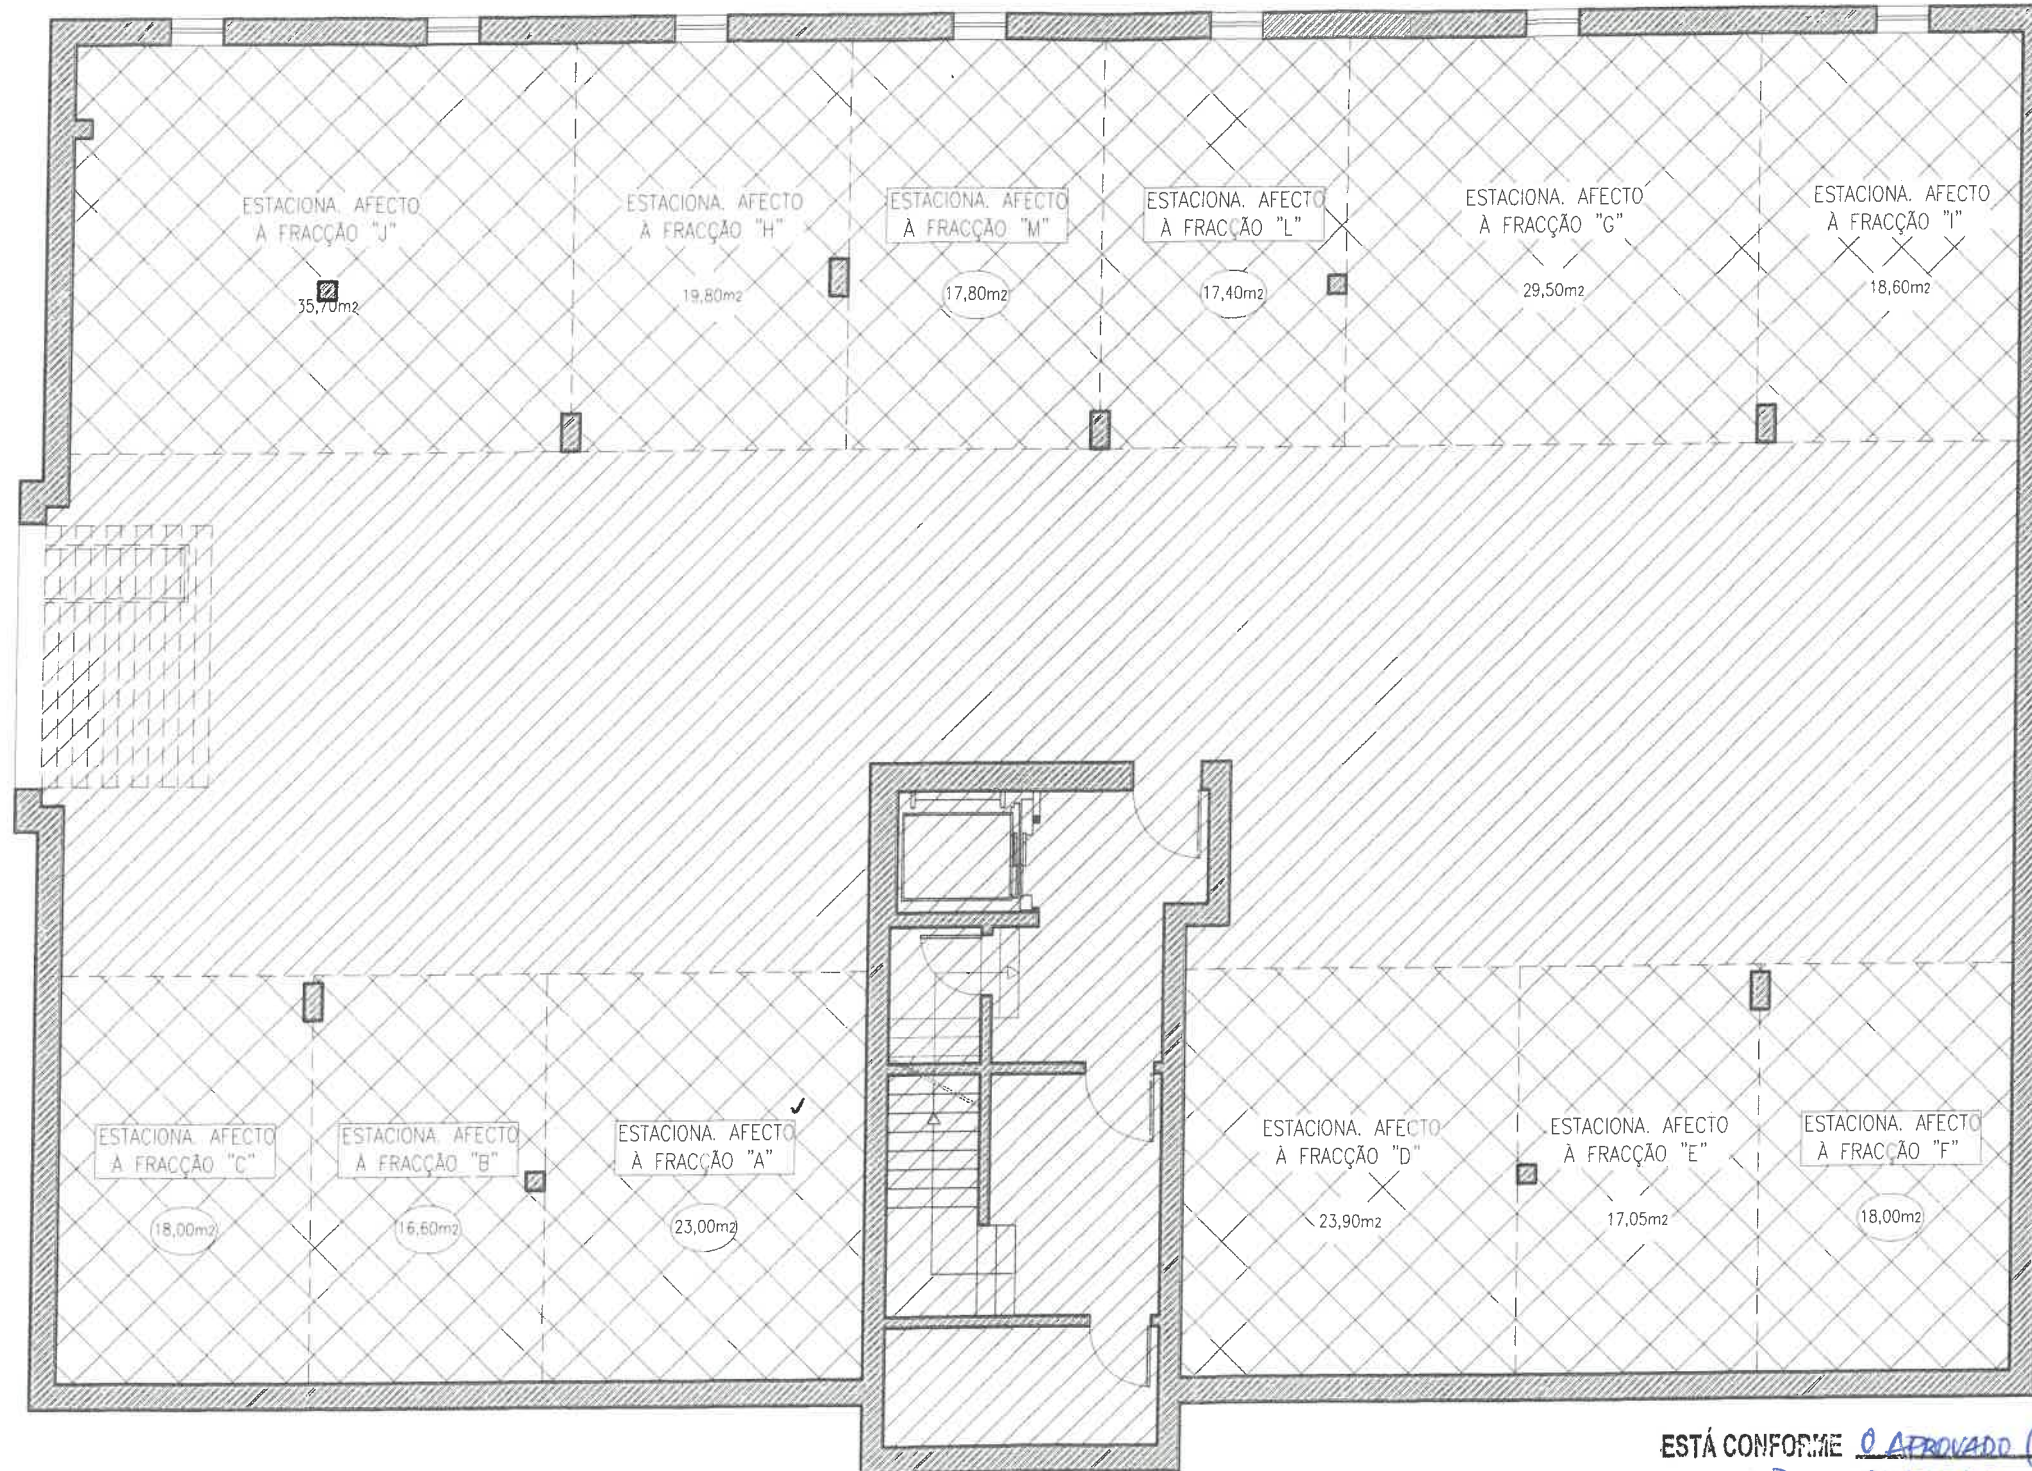 ESTACIONA. AFECTO
À FRACÇÃO "J"
35,70m2
ESTACIONA. AFECTO
À FRACÇÃO "H"
19,80m2
ESTACIONA. AFECTO
À FRACÇÃO "M"
17,80m2
ESTACIONA. AFECTO
À FRACÇÃO "L"
17,40m2
ESTACIONA. AFECTO
À FRACÇÃO "G"
29,50m2
ESTACIONA. AFECTO
À FRACÇÃO "I"
18,60m2
ESTACIONA. AFECTO
À FRACÇÃO "C"
18,00m2
ESTACIONA. AFECTO
À FRACÇÃO "B"
16,60m2
ESTACIONA. AFECTO
À FRACÇÃO "A"
23,00m2
ESTACIONA. AFECTO
À FRACÇÃO "D"
23,90m2
ESTACIONA. AFECTO
À FRACÇÃO "E"
17,05m2
ESTACIONA. AFECTO
À FRACÇÃO "F"
18,00m2
ESTÁ CONFORME O APROVADO (